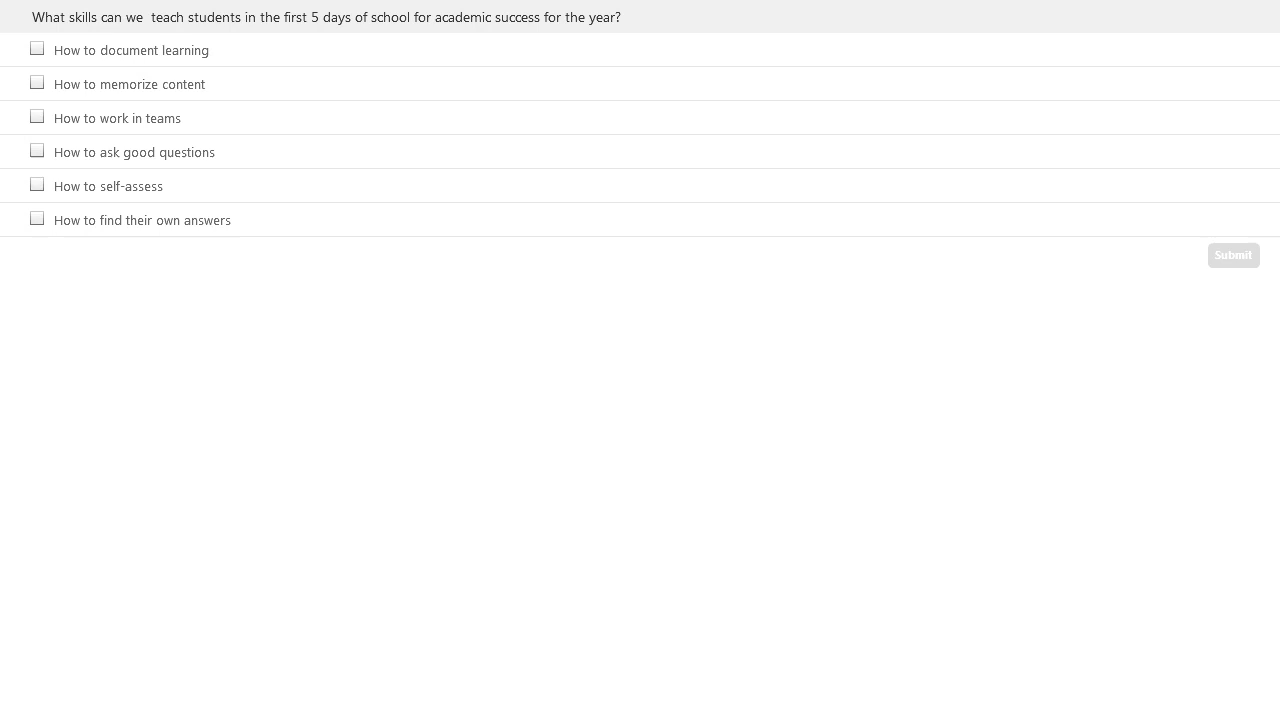 What skills can we  teach students in the first 5 days of school for academic success for the year?
How to document learning
How to memorize content
How to work in teams
How to ask good questions
How to self-assess
How to find their own answers
Submit